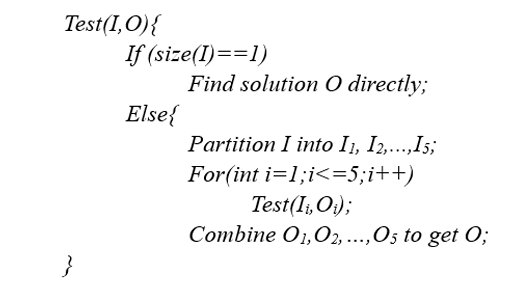 Test(I,O){
If (size(I)==1)
Find solution O directly;
Else{
Partition I into I1, I2,...,I5;
For(int i=1;i<=5;i++)
Test(Ii,Oi);
Combine O1,O2,...,O5 to get O;
}